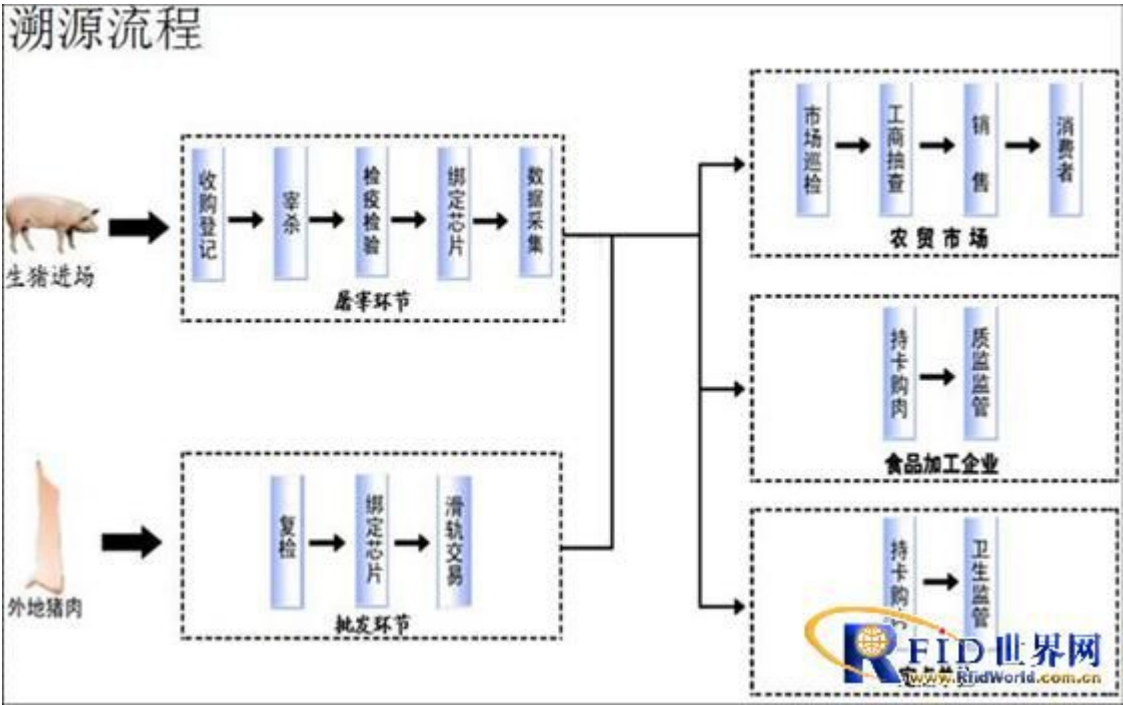 溯源流程
生猪进场
收购登记
宰杀
检疫检验
绑定芯片
数据采集
屠宰环节
外地猪肉
复检
绑定芯片
滑轨交易
批发环节
市场巡检
工商抽查
销售
消费者
农贸市场
持卡购肉
质监监管
食品加工企业
持卡购
卫生监管
RFID世界网
www.RfidWorld.com.cn